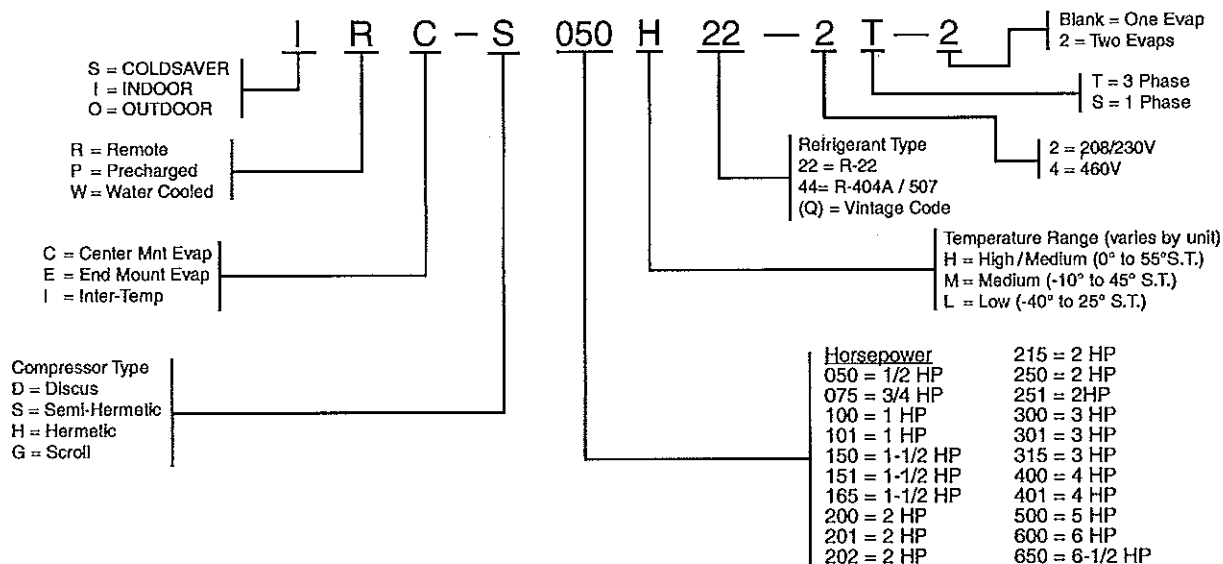 I R C – S 050 H 22 – 2 T – 2
Blank = One Evap
2 = Two Evaps
S = COLDSAVER
I = INDOOR
O = OUTDOOR
T = 3 Phase
S = 1 Phase
R = Remote
P = Precharged
W = Water Cooled
Refrigerant Type
22 = R-22
44= R-404A / 507
(Q) = Vintage Code
2 = 208/230V
4 = 460V
C = Center Mnt Evap
E = End Mount Evap
I = Inter-Temp
Temperature Range (varies by unit)
H = High / Medium (0° to 55°S.T.)
M = Medium (-10° to 45° S.T.)
L = Low (-40° to 25° S.T.)
Compressor Type
D = Discus
S = Semi-Hermetic
H = Hermetic
G = Scroll
Horsepower
050 = 1/2 HP
075 = 3/4 HP
100 = 1 HP
101 = 1 HP
150 = 1-1/2 HP
151 = 1-1/2 HP
165 = 1-1/2 HP
200 = 2 HP
201 = 2 HP
202 = 2 HP
215 = 2 HP
250 = 2 HP
251 = 2HP
300 = 3 HP
301 = 3 HP
315 = 3 HP
400 = 4 HP
401 = 4 HP
500 = 5 HP
600 = 6 HP
650 = 6-1/2 HP